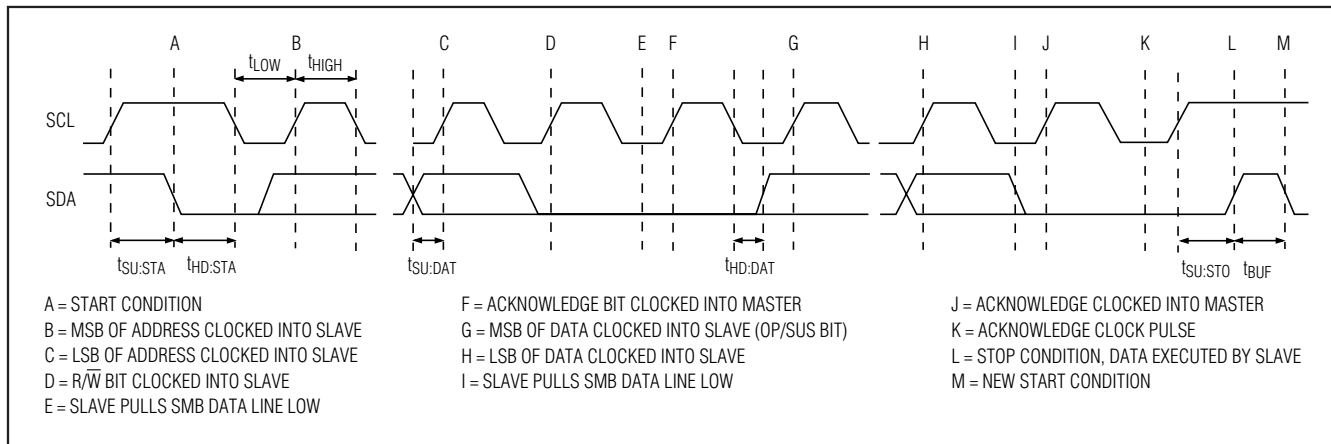 A B C D E F G H I J K L M
tLOW tHIGH
SCL
SDA
tSU:STA tHD:STA tSU:DAT tHD:DAT tSU:STO tBUF
A = START CONDITION
B = MSB OF ADDRESS CLOCKED INTO SLAVE
C = LSB OF ADDRESS CLOCKED INTO SLAVE
D = R/W̅ BIT CLOCKED INTO SLAVE
E = SLAVE PULLS SMB DATA LINE LOW
F = ACKNOWLEDGE BIT CLOCKED INTO MASTER
G = MSB OF DATA CLOCKED INTO SLAVE (OP/SUS BIT)
H = LSB OF DATA CLOCKED INTO SLAVE
I = SLAVE PULLS SMB DATA LINE LOW
J = ACKNOWLEDGE CLOCKED INTO MASTER
K = ACKNOWLEDGE CLOCK PULSE
L = STOP CONDITION, DATA EXECUTED BY SLAVE
M = NEW START CONDITION